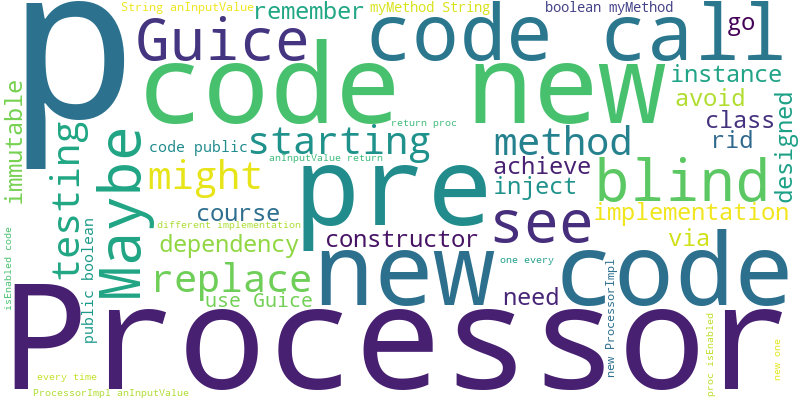 String anInputValue
remember
myMethod String
boolean myMethod
go
p
Guice
code call
code new
instance
avoid
class
rid
immutable
testing
Maybe
return proc
code public
starting
anInputValue return
method
designed
might
pre
achieve
inject
blind
course
see
implementation
different implementation
dependency
constructor
via
public boolean
isEnabled code
replace
new
code
one every
use Guice
need
new ProcessorImpl
Processor
proc isEnabled
new one
every time
ProcessorImpl anInputValue